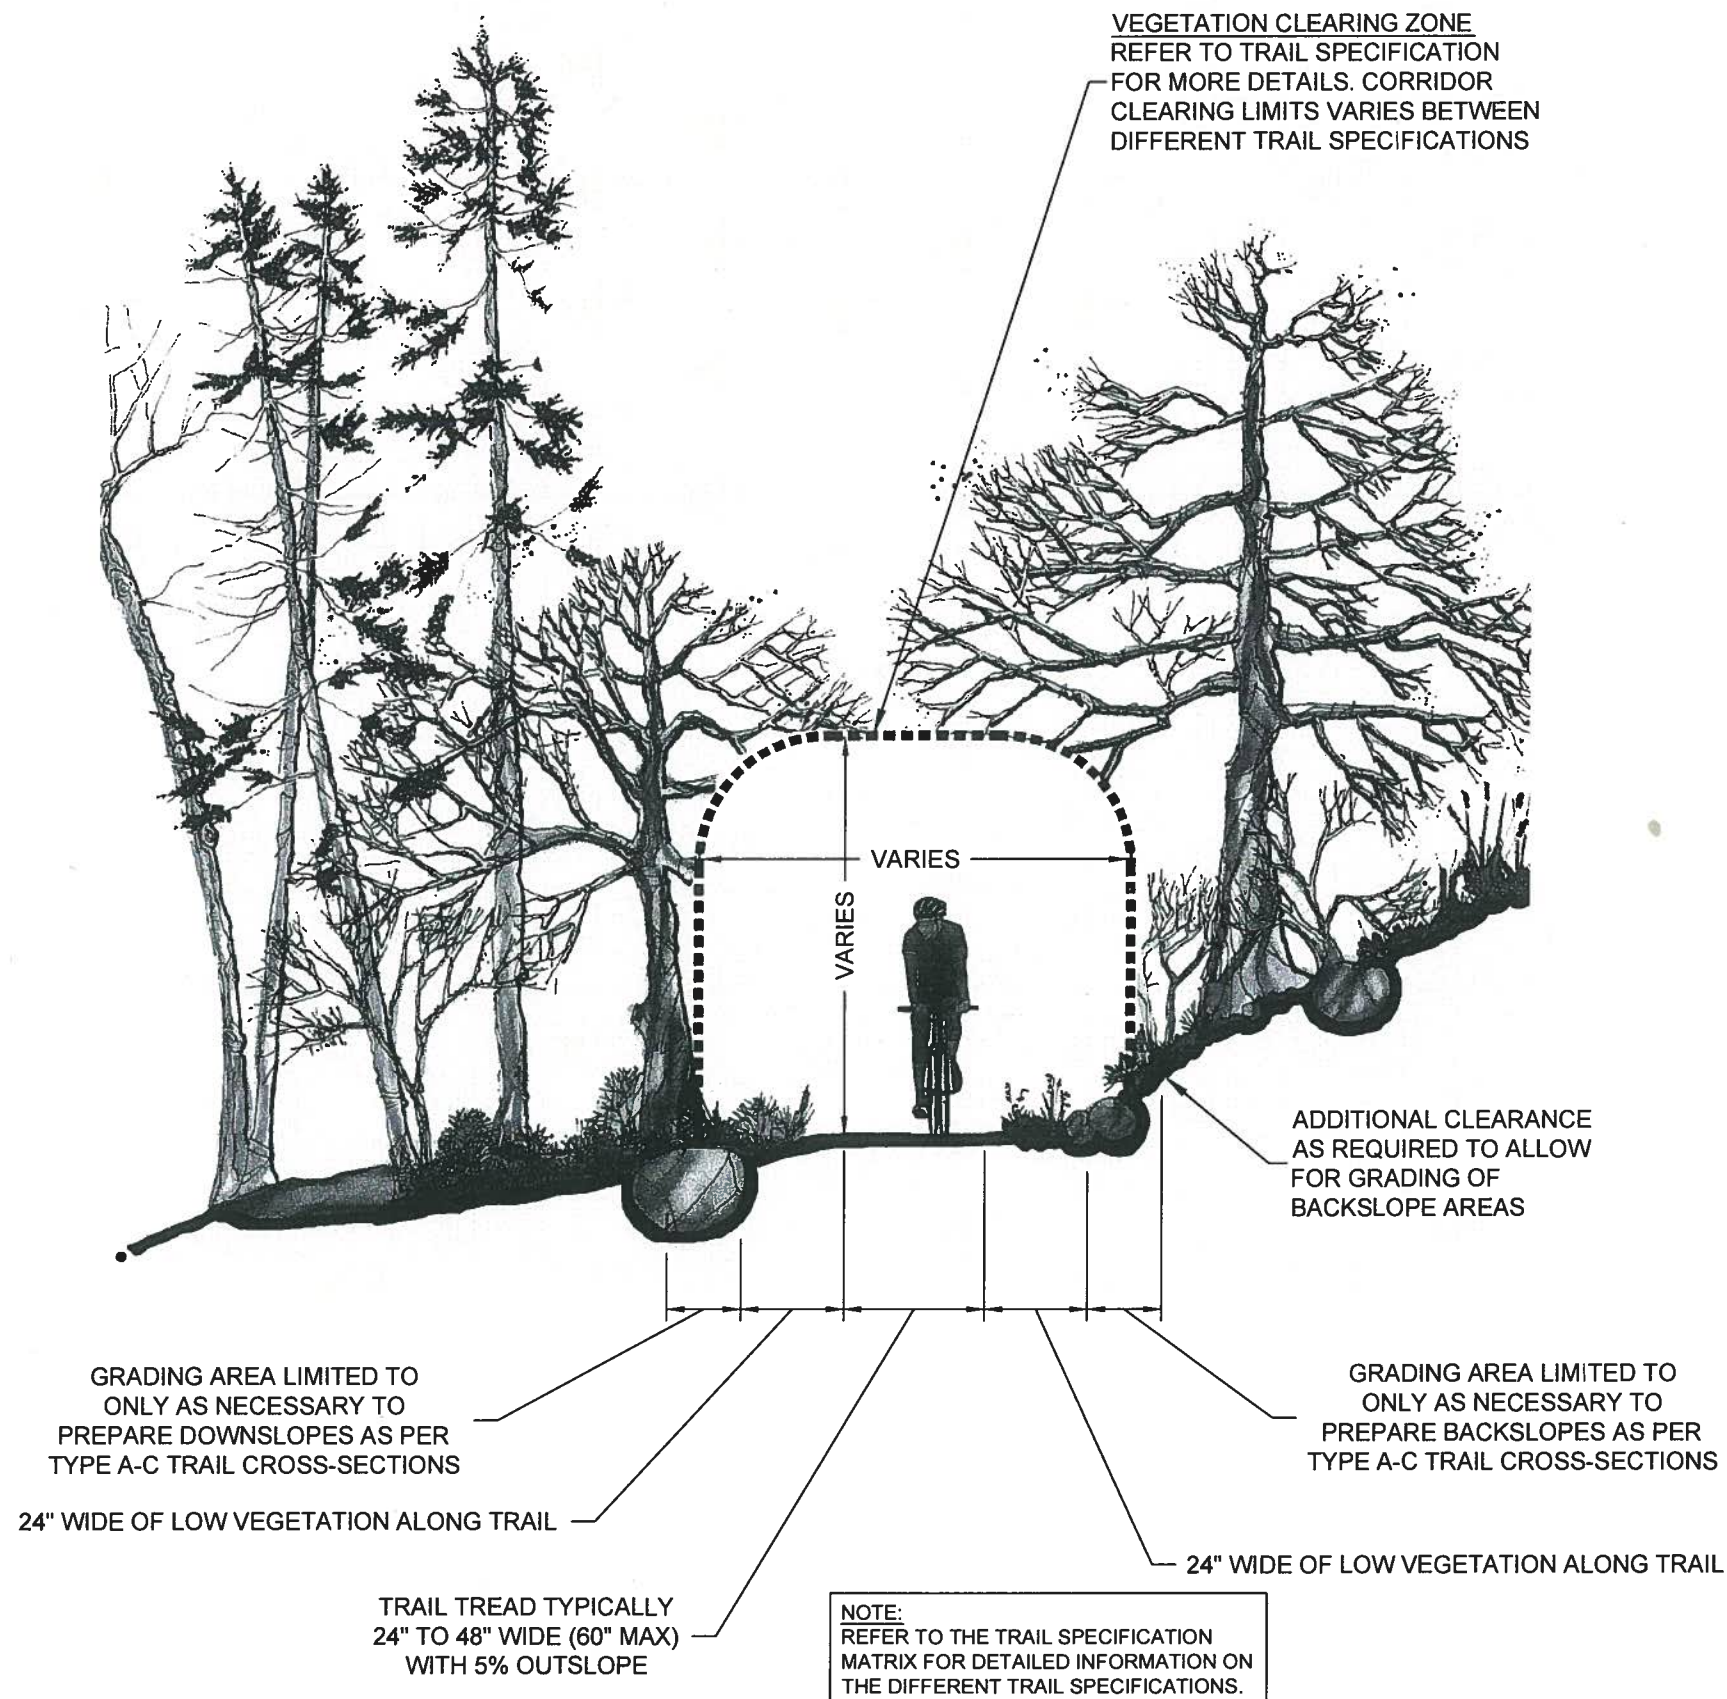 VEGETATION CLEARING ZONE
REFER TO TRAIL SPECIFICATION
FOR MORE DETAILS. CORRIDOR
CLEARING LIMITS VARIES BETWEEN
DIFFERENT TRAIL SPECIFICATIONS
VARIES
VARIES
ADDITIONAL CLEARANCE
AS REQUIRED TO ALLOW
FOR GRADING OF
BACKSLOPE AREAS
GRADING AREA LIMITED TO
ONLY AS NECESSARY TO
PREPARE DOWNSLOPES AS PER
TYPE A-C TRAIL CROSS-SECTIONS
GRADING AREA LIMITED TO
ONLY AS NECESSARY TO
PREPARE BACKSLOPES AS PER
TYPE A-C TRAIL CROSS-SECTIONS
24" WIDE OF LOW VEGETATION ALONG TRAIL
24" WIDE OF LOW VEGETATION ALONG TRAIL
TRAIL TREAD TYPICALLY
24" TO 48" WIDE (60" MAX)
WITH 5% OUTSLOPE
NOTE:
REFER TO THE TRAIL SPECIFICATION
MATRIX FOR DETAILED INFORMATION ON
THE DIFFERENT TRAIL SPECIFICATIONS.